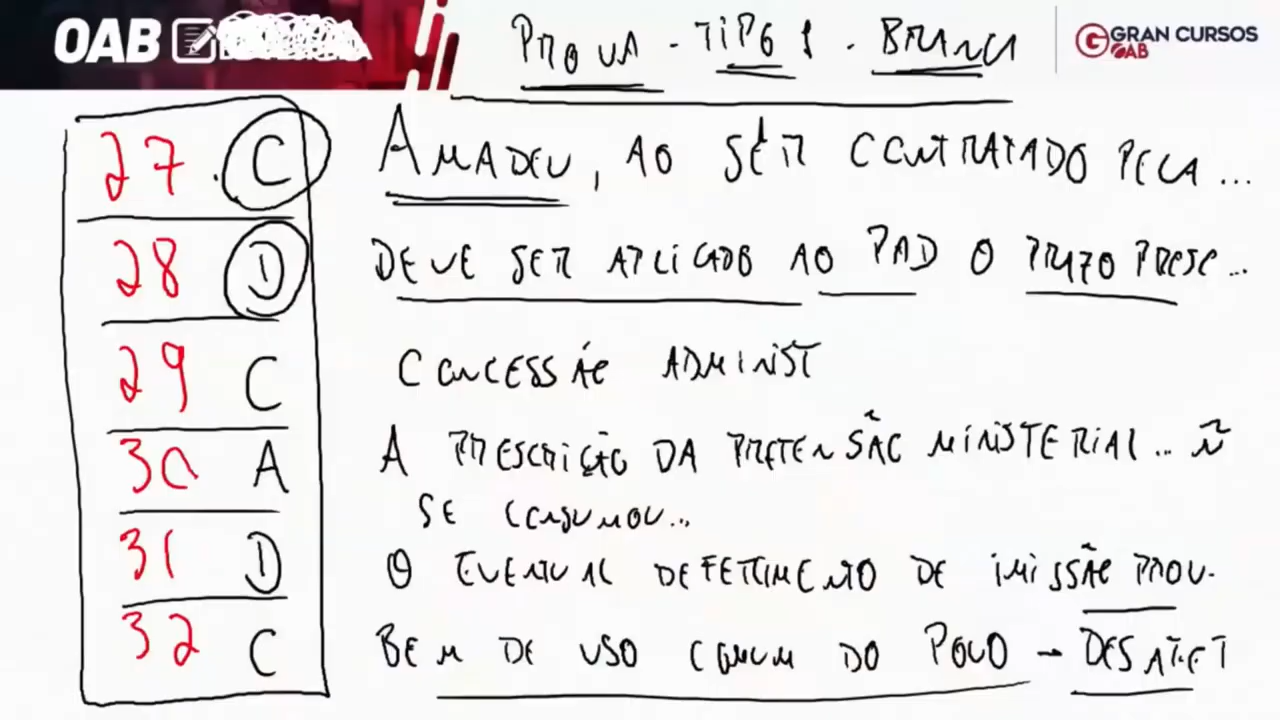 OAB
PROVA - TIPO 1 - BRANCA
GRAN CURSOS
OAB
27 C AMADEU, AO SER CONTRATADO PELA ...
28 D DEVE SER APLICADO AO PAD O PRAZO PRESC...
29 C CONCESSÃO ADMINIST
30 A A PRESCRIÇÃO DA PRETENSÃO MINISTERIAL... Ñ
SE CONSUMOU...
31 D O EVENTUAL DEFERIMENTO DE IMISSÃO PROV.
32 C BEM DE USO COMUM DO POVO - DESAFET